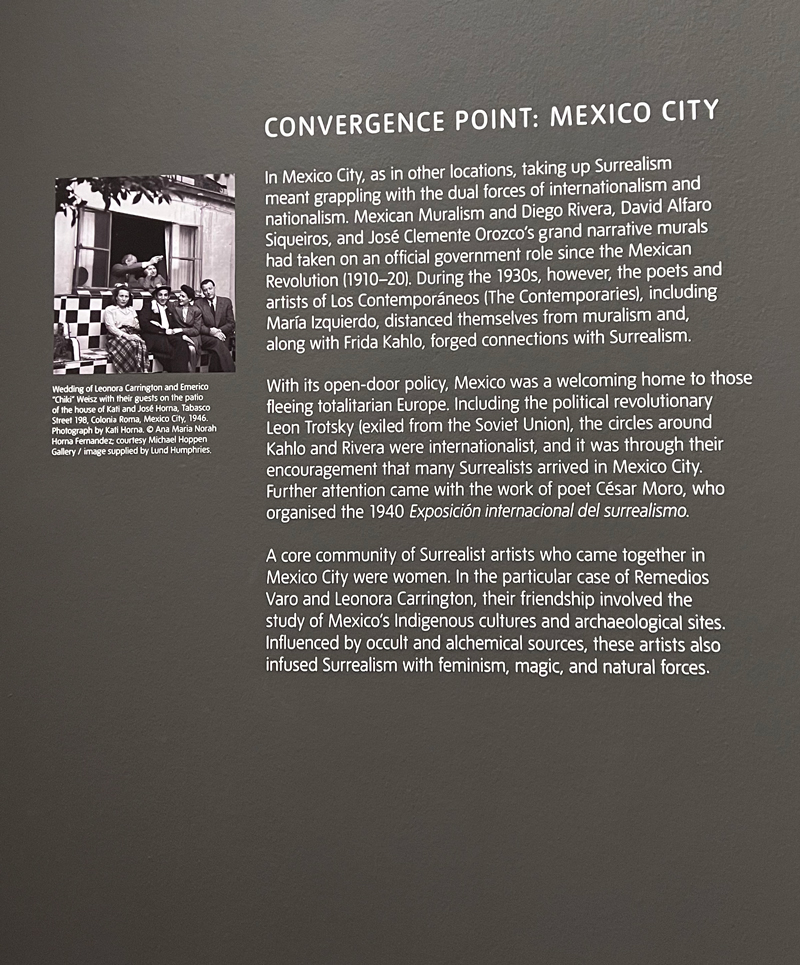 CONVERGENCE POINT: MEXICO CITY
In Mexico City, as in other locations, taking up Surrealism
meant grappling with the dual forces of internationalism and
nationalism. Mexican Muralism and Diego Rivera, David Alfaro
Siqueiros, and José Clemente Orozco's grand narrative murals
had taken on an official government role since the Mexican
Revolution (1910–20). During the 1930s, however, the poets and
artists of Los Contemporáneos (The Contemporaries), including
María Izquierdo, distanced themselves from muralism and,
along with Frida Kahlo, forged connections with Surrealism.
With its open-door policy, Mexico was a welcoming home to those
fleeing totalitarian Europe. Including the political revolutionary
Leon Trotsky (exiled from the Soviet Union), the circles around
Kahlo and Rivera were internationalist, and it was through their
encouragement that many Surrealists arrived in Mexico City.
Further attention came with the work of poet César Moro, who
organised the 1940 Exposición internacional del surrealismo.
A core community of Surrealist artists who came together in
Mexico City were women. In the particular case of Remedios
Varo and Leonora Carrington, their friendship involved the
study of Mexico's Indigenous cultures and archaeological sites.
Influenced by occult and alchemical sources, these artists also
infused Surrealism with feminism, magic, and natural forces.
Wedding of Leonora Carrington and Emerico
"Chiki" Weisz with their guests on the patio
of the house of Kati and José Horna, Tabasco
Street 198, Colonia Roma, Mexico City, 1946.
Photograph by Kati Horna. © Ana María Norah
Horna Fernandez; courtesy Michael Hoppen
Gallery / image supplied by Lund Humphries.